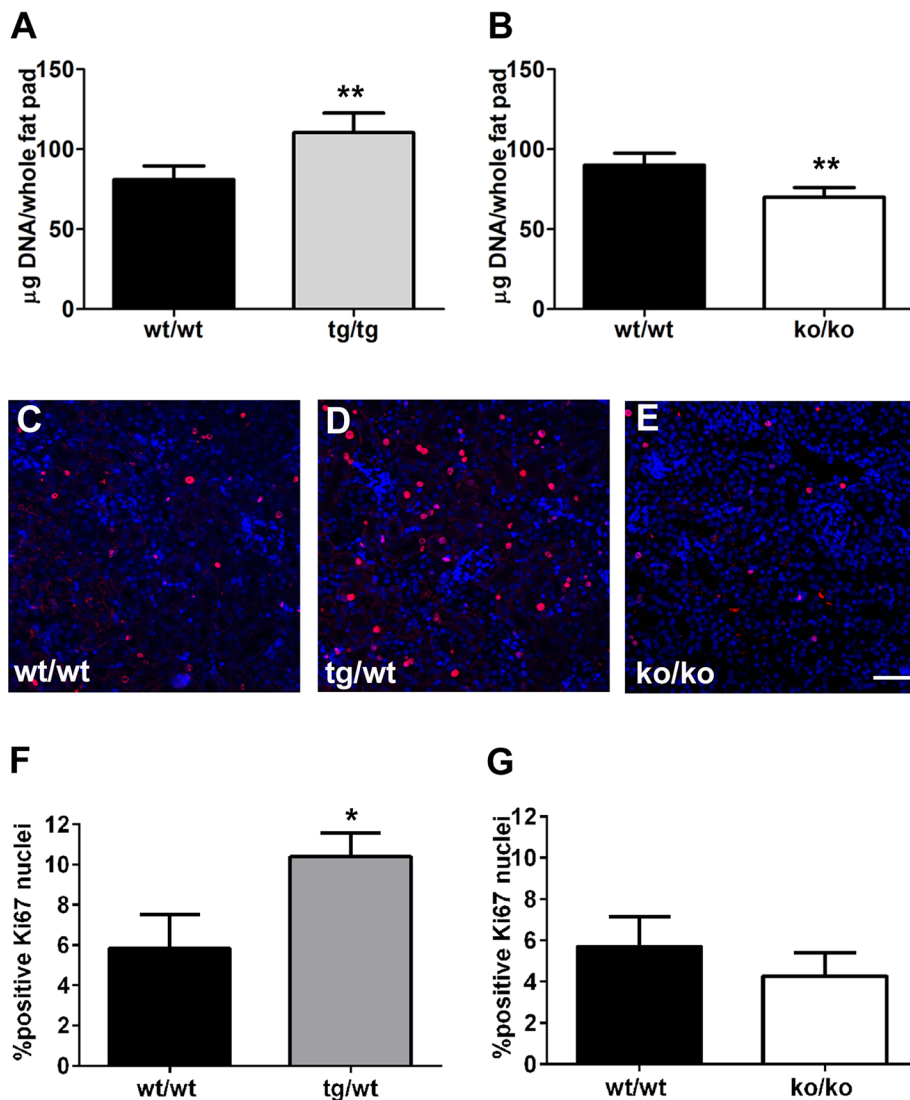 A
B
μg DNA/whole fat pad
150
100
50
0
**
wt/wt
tg/tg
μg DNA/whole fat pad
150
100
50
0
**
wt/wt
ko/ko
C
D
E
wt/wt
tg/wt
ko/ko
F
G
%positive Ki67 nuclei
12
10
8
6
4
2
0
*
wt/wt
tg/wt
%positive Ki67 nuclei
12
10
8
6
4
2
0
wt/wt
ko/ko